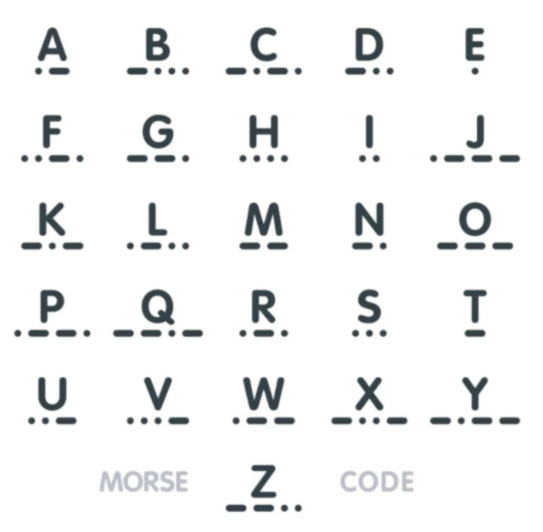 A B C D E
•— —••• —•—• —•• •
F G H I J
••—• ——• •••• •• •———
K L M N O
—•— •—•• —— —• ———
P Q R S T
•——• ——•— •—• ••• —
U V W X Y
••— •••— •—— —••— —•——
MORSE Z CODE
——••